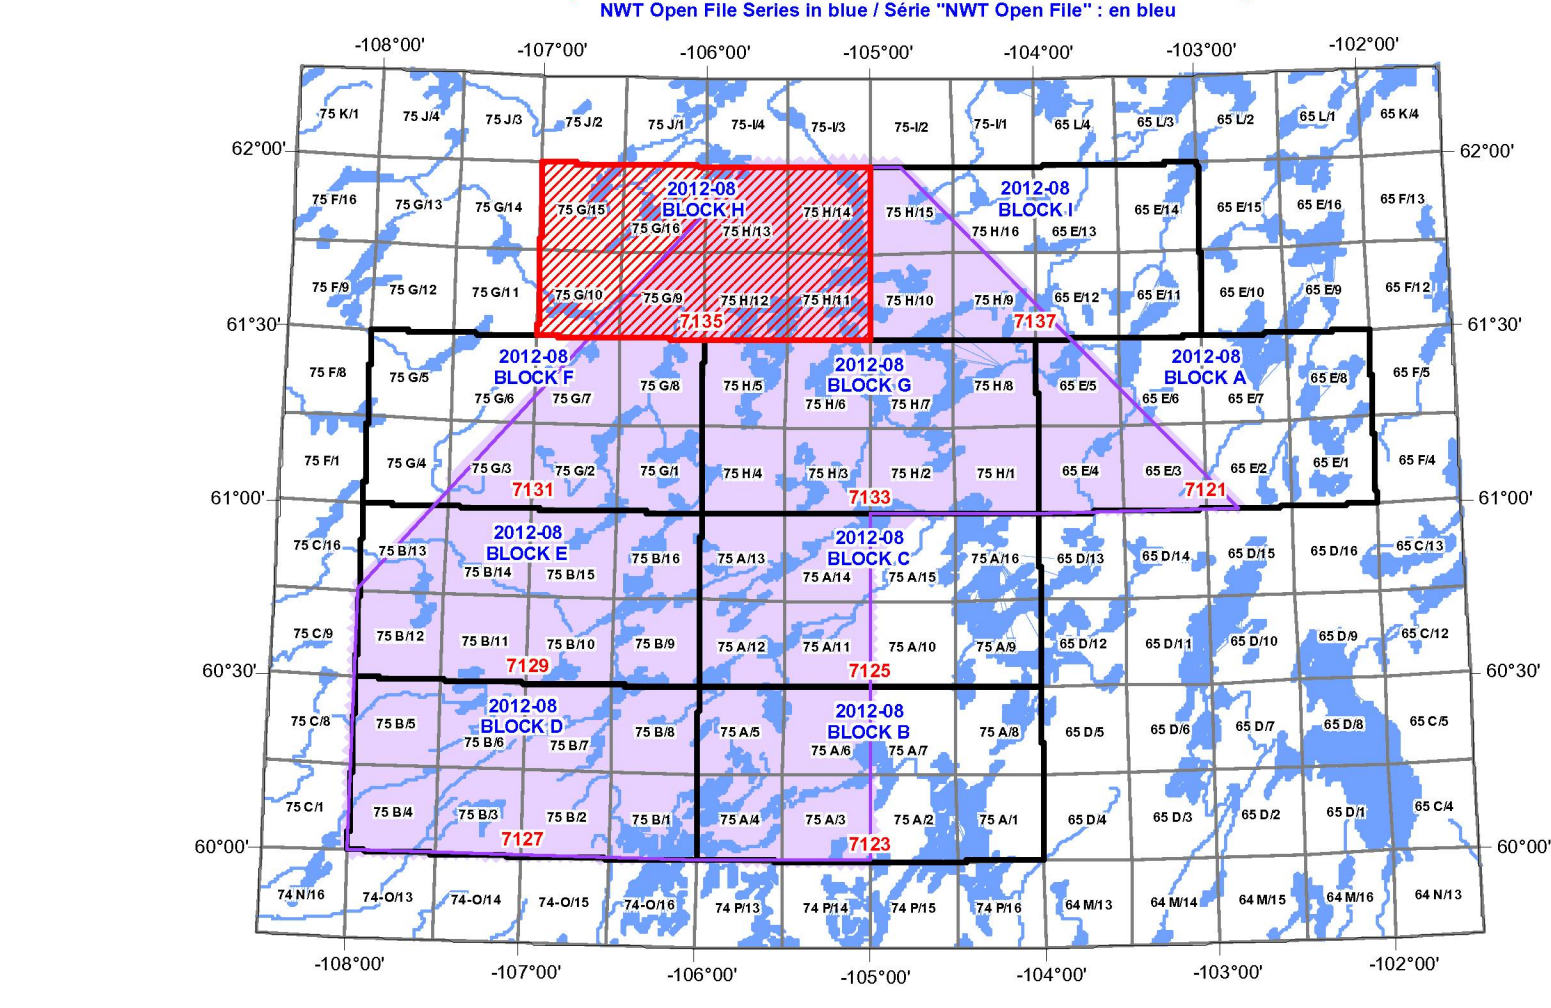 NWT Open File Series in blue / Série "NWT Open File" : en bleu
-108°00' -107°00' -106°00' -105°00' -104°00' -103°00' -102°00'
75 K/1 75 J/4 75 J/3 75 J/2 75 J/1 75-I/4 75-I/3 75-I/2 75-I/1 65 L/4 65 L/3 65 L/2 65 L/1 65 K/4
62°00' 62°00'
2012-08 2012-08
BLOCK H BLOCK I
75 F/16 75 G/13 75 G/14 75 G/15 75 G/16 75 H/13 75 H/14 75 H/15 75 H/16 65 E/13 65 E/14 65 E/15 65 E/16 65 F/13
75 F/9 75 G/12 75 G/11 75 G/10 75 G/9 75 H/12 75 H/11 75 H/10 75 H/9 65 E/12 65 E/11 65 E/10 65 E/9 65 F/12
7135 7137
61°30' 61°30'
2012-08 2012-08 2012-08
BLOCK F BLOCK G BLOCK A
75 F/8 75 G/5 75 G/6 75 G/7 75 G/8 75 H/5 75 H/6 75 H/7 75 H/8 65 E/5 65 E/6 65 E/7 65 E/8 65 F/5
75 F/1 75 G/4 75 G/3 75 G/2 75 G/1 75 H/4 75 H/3 75 H/2 75 H/1 65 E/4 65 E/3 65 E/2 65 E/1 65 F/4
7131 7133 7121
61°00' 61°00'
2012-08 2012-08
BLOCK E BLOCK C
75 C/16 75 B/13 75 B/14 75 B/15 75 B/16 75 A/13 75 A/14 75 A/15 75 A/16 65 D/13 65 D/14 65 D/15 65 D/16 65 C/13
75 C/9 75 B/12 75 B/11 75 B/10 75 B/9 75 A/12 75 A/11 75 A/10 75 A/9 65 D/12 65 D/11 65 D/10 65 D/9 65 C/12
7129 7125
60°30' 60°30'
2012-08 2012-08
BLOCK D BLOCK B
75 C/8 75 B/5 75 B/6 75 B/7 75 B/8 75 A/5 75 A/6 75 A/7 75 A/8 65 D/5 65 D/6 65 D/7 65 D/8 65 C/5
75 C/1 75 B/4 75 B/3 75 B/2 75 B/1 75 A/4 75 A/3 75 A/2 75 A/1 65 D/4 65 D/3 65 D/2 65 D/1 65 C/4
7127 7123
60°00' 60°00'
74 N/16 74-O/13 74-O/14 74-O/15 74-O/16 74 P/13 74 P/14 74 P/15 74 P/16 64 M/13 64 M/14 64 M/15 64 M/16 64 N/13
-108°00' -107°00' -106°00' -105°00' -104°00' -103°00' -102°00'